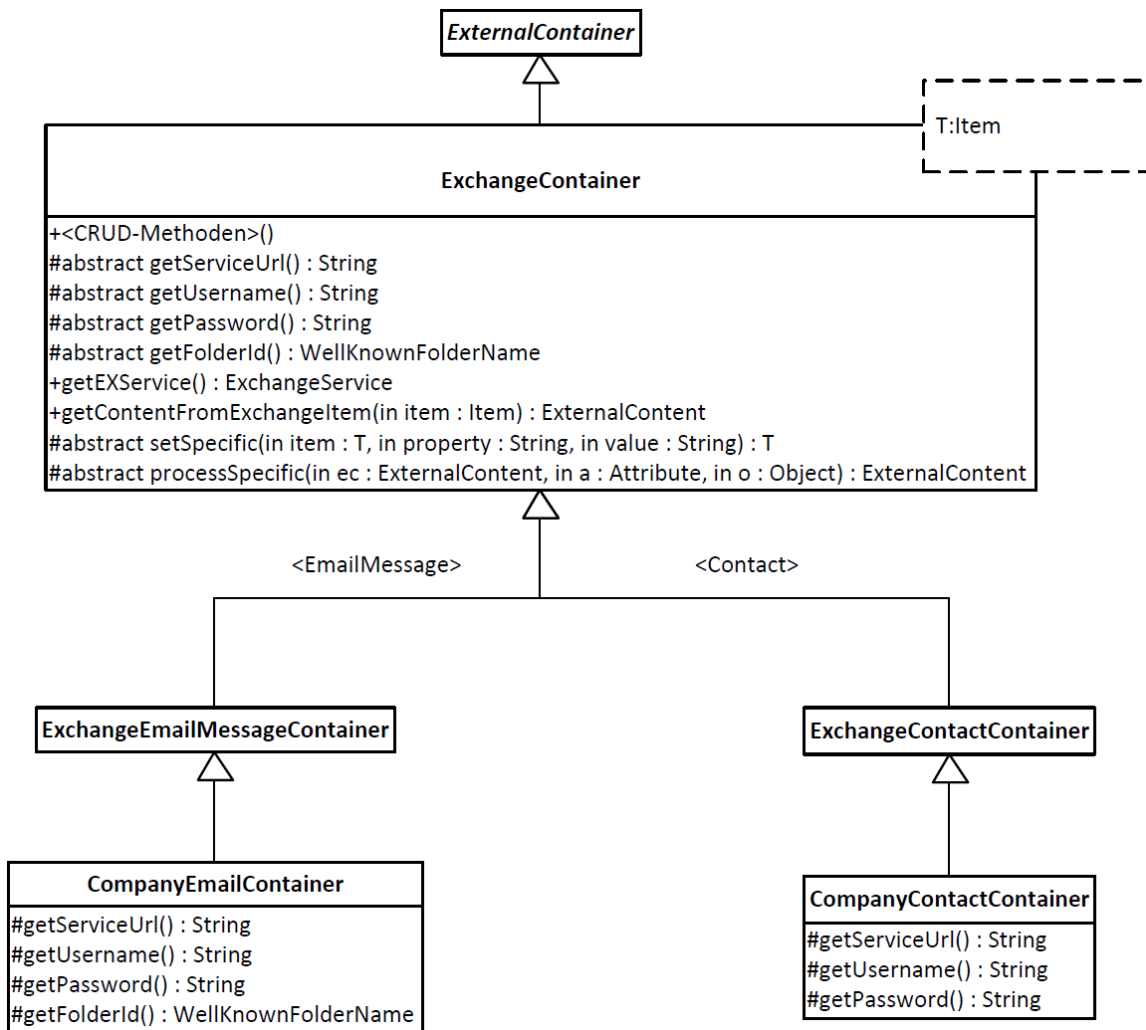 ExternalContainer
T:Item
ExchangeContainer
+<CRUD-Methoden>()
#abstract getServiceUrl() : String
#abstract getUsername() : String
#abstract getPassword() : String
#abstract getFolderId() : WellKnownFolderName
+getEXService() : ExchangeService
+getContentFromExchangeItem(in item : Item) : ExternalContent
#abstract setSpecific(in item : T, in property : String, in value : String) : T
#abstract processSpecific(in ec : ExternalContent, in a : Attribute, in o : Object) : ExternalContent
<EmailMessage>
<Contact>
ExchangeEmailMessageContainer
ExchangeContactContainer
CompanyEmailContainer
#getServiceUrl() : String
#getUsername() : String
#getPassword() : String
#getFolderId() : WellKnownFolderName
CompanyContactContainer
#getServiceUrl() : String
#getUsername() : String
#getPassword() : String